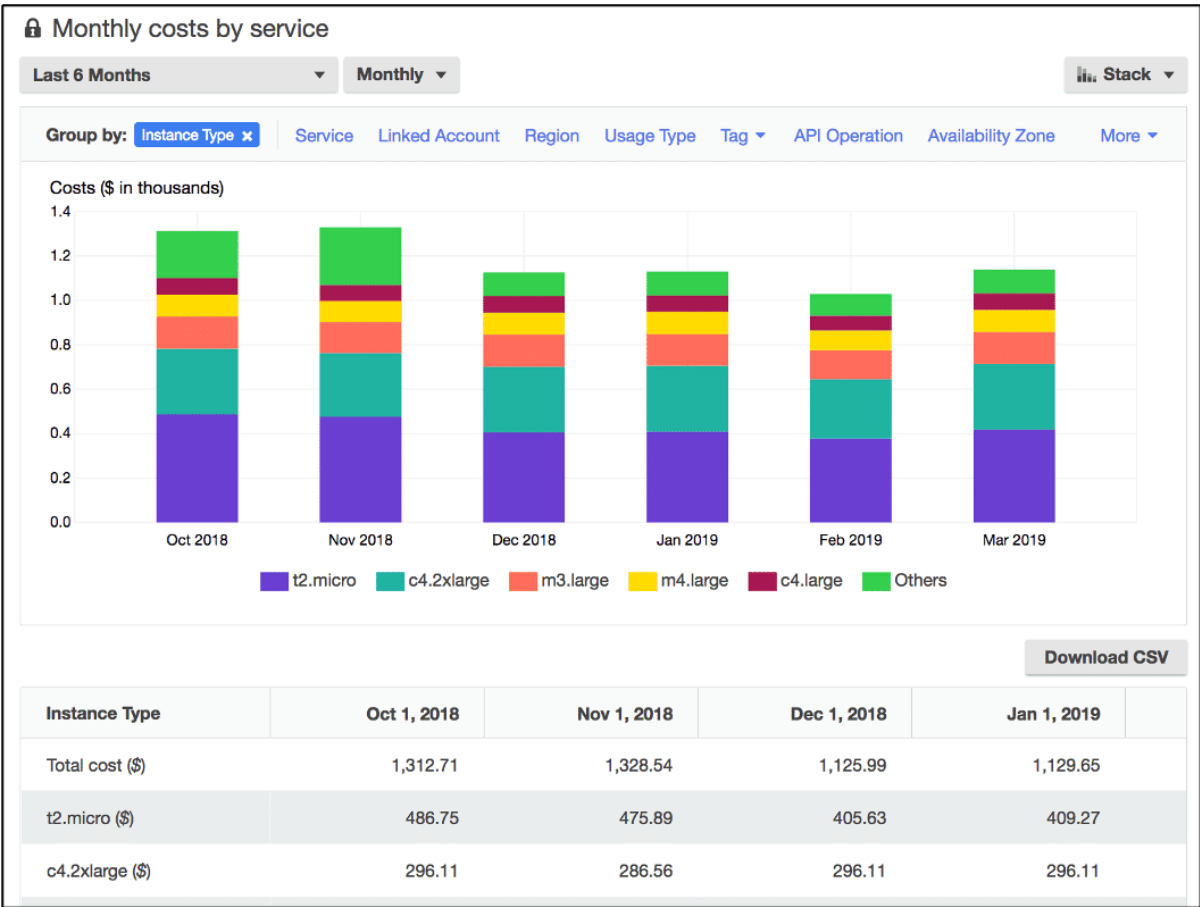 Monthly costs by service
Last 6 Months Monthly Stack
Group by: Instance Type × Service Linked Account Region Usage Type Tag API Operation Availability Zone More
Costs ($ in thousands)
1.4
1.2
1.0
0.8
0.6
0.4
0.2
0.0
Oct 2018 Nov 2018 Dec 2018 Jan 2019 Feb 2019 Mar 2019
t2.micro c4.2xlarge m3.large m4.large c4.large Others
Download CSV
Instance Type Oct 1, 2018 Nov 1, 2018 Dec 1, 2018 Jan 1, 2019
Total cost ($) 1,312.71 1,328.54 1,125.99 1,129.65
t2.micro ($) 486.75 475.89 405.63 409.27
c4.2xlarge ($) 296.11 286.56 296.11 296.11